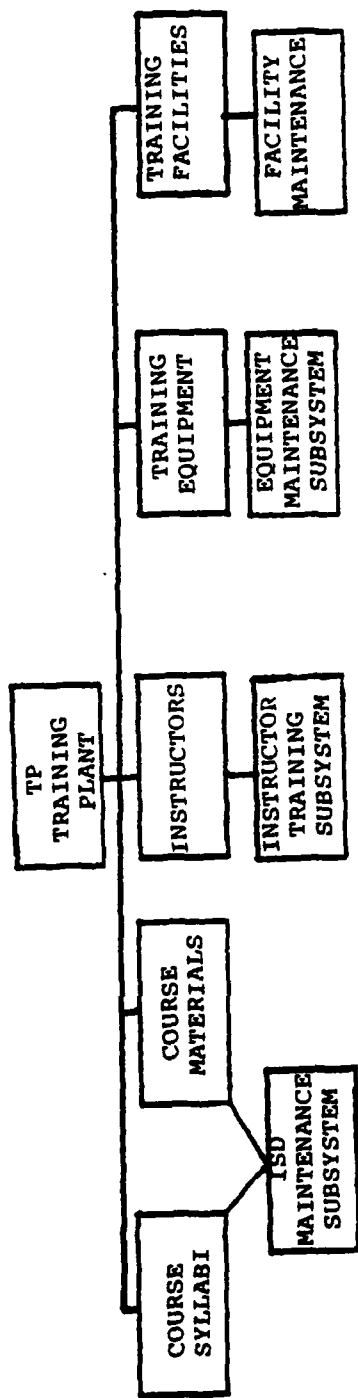 TP
TRAINING
PLANT
COURSE
SYLLABI
COURSE
MATERIALS
INSTRUCTORS
TRAINING
EQUIPMENT
TRAINING
FACILITIES
ISD
MAINTENANCE
SUBSYSTEM
INSTRUCTOR
TRAINING
SUBSYSTEM
EQUIPMENT
MAINTENANCE
SUBSYSTEM
FACILITY
MAINTENANCE